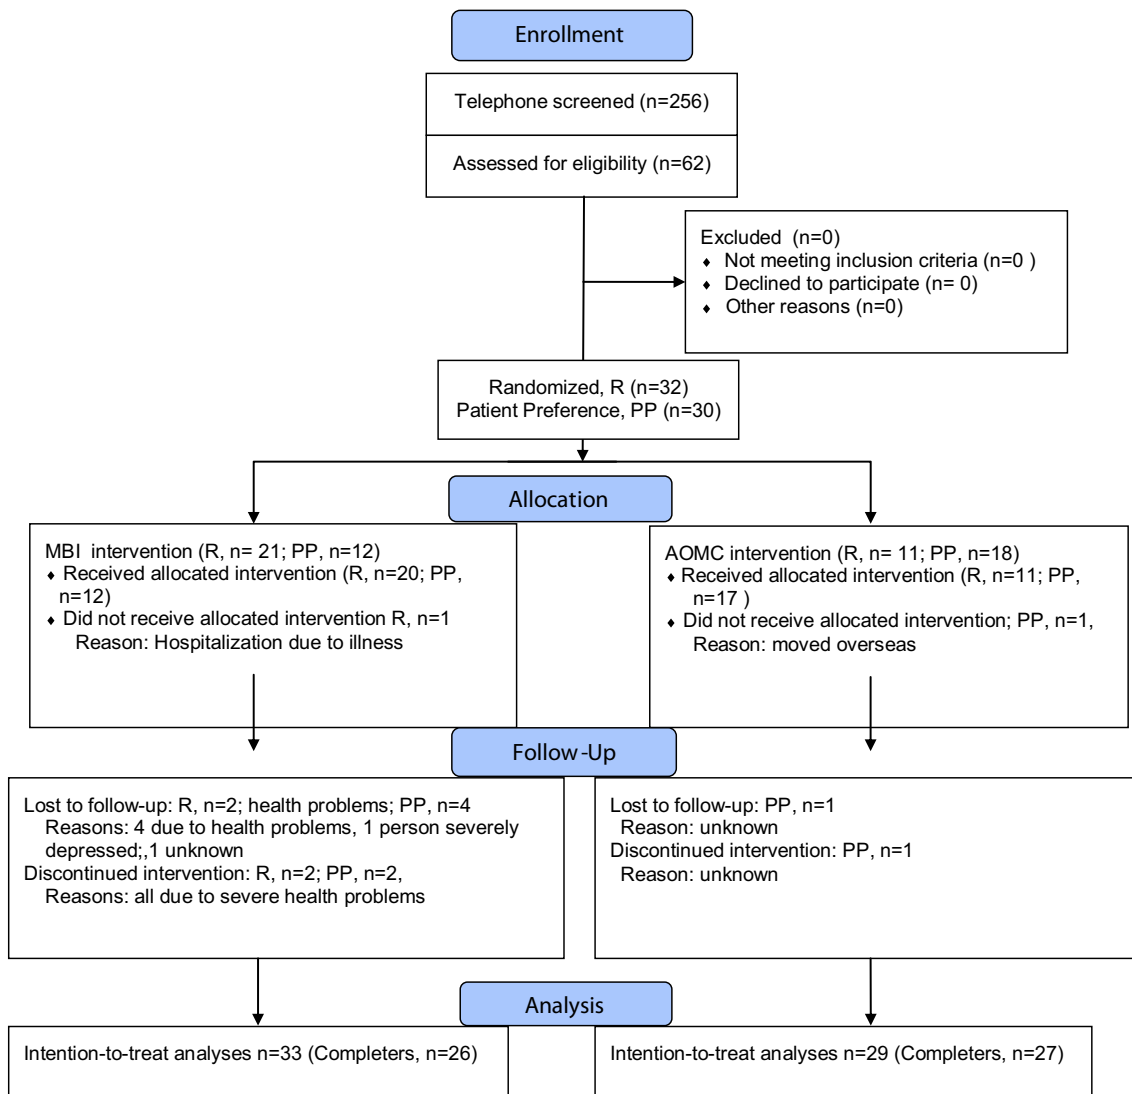 Enrollment
Telephone screened (n=256)
Assessed for eligibility (n=62)
Excluded (n=0)
♦ Not meeting inclusion criteria (n=0 )
♦ Declined to participate (n= 0)
♦ Other reasons (n=0)
Randomized, R (n=32)
Patient Preference, PP (n=30)
Allocation
MBI intervention (R, n= 21; PP, n=12)
♦ Received allocated intervention (R, n=20; PP,
n=12)
♦ Did not receive allocated intervention R, n=1
Reason: Hospitalization due to illness
AOMC intervention (R, n= 11; PP, n=18)
♦ Received allocated intervention (R, n=11; PP,
n=17 )
♦ Did not receive allocated intervention; PP, n=1,
Reason: moved overseas
Follow-Up
Lost to follow-up: R, n=2; health problems; PP, n=4
Reasons: 4 due to health problems, 1 person severely
depressed;,1 unknown
Discontinued intervention: R, n=2; PP, n=2,
Reasons: all due to severe health problems
Lost to follow-up: PP, n=1
Reason: unknown
Discontinued intervention: PP, n=1
Reason: unknown
Analysis
Intention-to-treat analyses n=33 (Completers, n=26)
Intention-to-treat analyses n=29 (Completers, n=27)